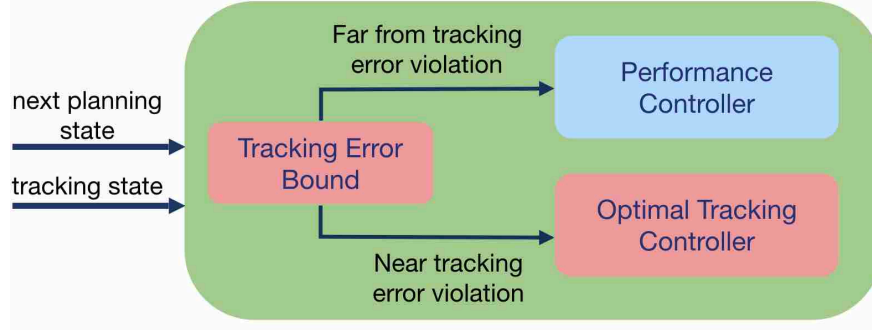 next planning
state
tracking state
Tracking Error
Bound
Far from tracking
error violation
Performance
Controller
Near tracking
error violation
Optimal Tracking
Controller